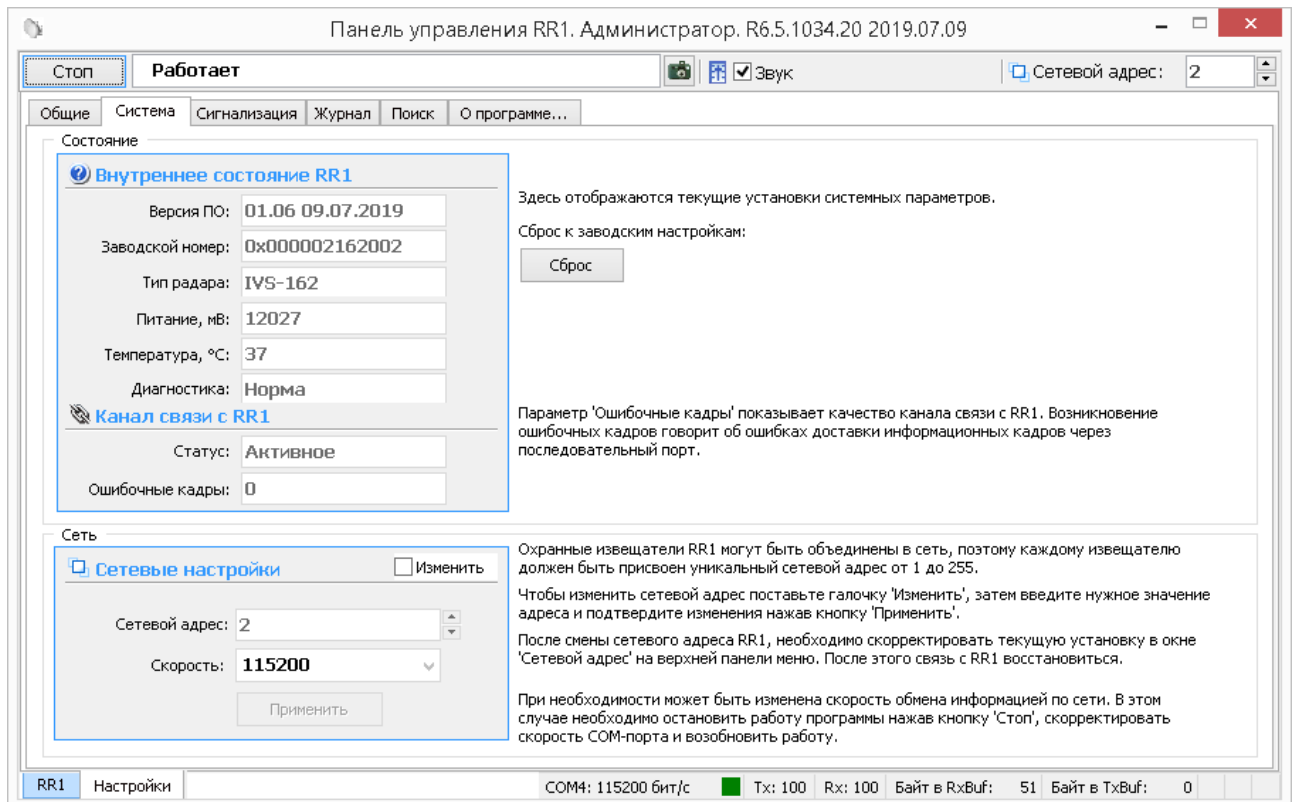 Панель управления RR1. Администратор. R6.5.1034.20 2019.07.09
Стоп
Работает
Звук
Сетевой адрес:
2
Общие
Система
Сигнализация
Журнал
Поиск
О программе...
Состояние
Внутреннее состояние RR1
Версия ПО: 01.06 09.07.2019
Заводской номер: 0x000002162002
Тип радара: IVS-162
Питание, мВ: 12027
Температура, °C: 37
Диагностика: Норма
Здесь отображаются текущие установки системных параметров.
Сброс к заводским настройкам:
Сброс
Канал связи с RR1
Статус: Активное
Ошибочные кадры: 0
Параметр 'Ошибочные кадры' показывает качество канала связи с RR1. Возникновение
ошибочных кадров говорит об ошибках доставки информационных кадров через
последовательный порт.
Сеть
Сетевые настройки
Изменить
Сетевой адрес: 2
Скорость: 115200
Применить
Охранные извещатели RR1 могут быть объединены в сеть, поэтому каждому извещателю
должен быть присвоен уникальный сетевой адрес от 1 до 255.
Чтобы изменить сетевой адрес поставьте галочку 'Изменить', затем введите нужное значение
адреса и подтвердите изменения нажав кнопку 'Применить'.
После смены сетевого адреса RR1, необходимо скорректировать текущую установку в окне
'Сетевой адрес' на верхней панели меню. После этого связь с RR1 восстановиться.
При необходимости может быть изменена скорость обмена информацией по сети. В этом
случае необходимо остановить работу программы нажав кнопку 'Стоп', скорректировать
скорость COM-порта и возобновить работу.
RR1
Настройки
COM4: 115200 бит/с
Tx: 100
Rx: 100
Байт в RxBuf: 51
Байт в TxBuf: 0